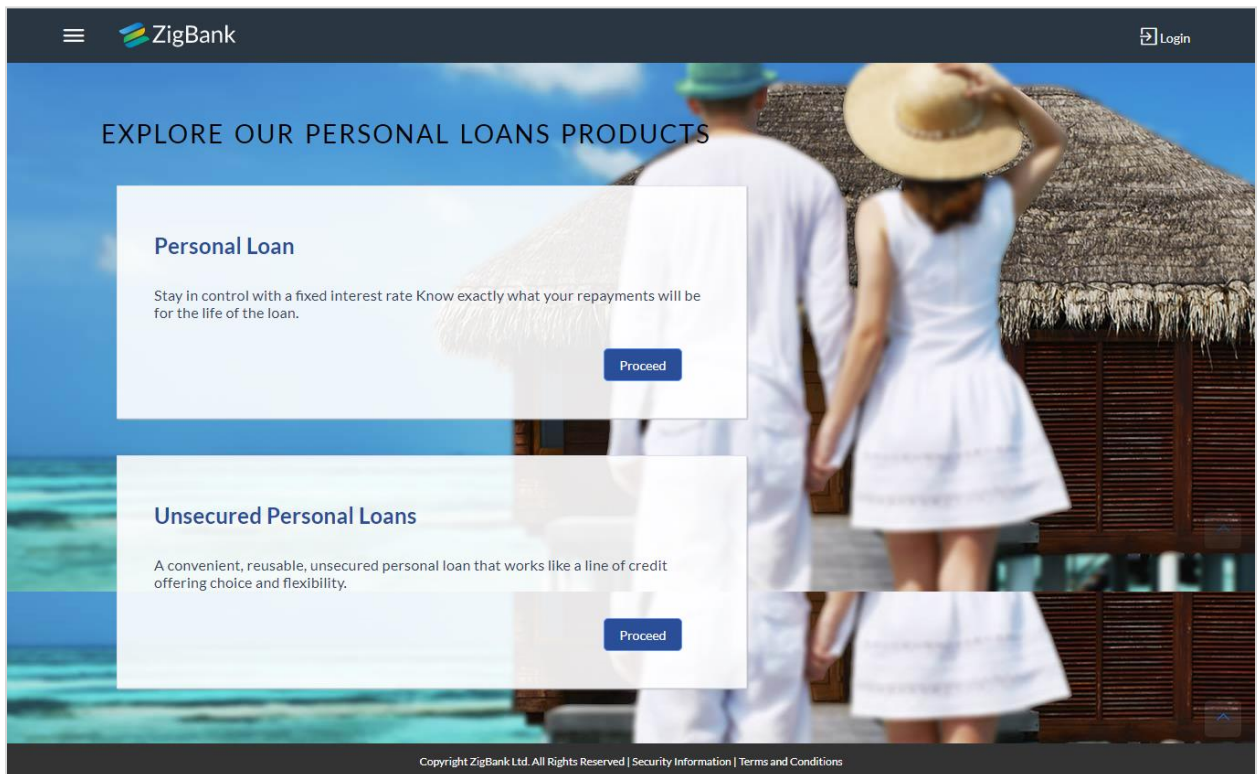 ZigBank
Login
EXPLORE OUR PERSONAL LOANS PRODUCTS
Personal Loan
Stay in control with a fixed interest rate Know exactly what your repayments will be
for the life of the loan.
Proceed
Unsecured Personal Loans
A convenient, reusable, unsecured personal loan that works like a line of credit
offering choice and flexibility.
Proceed
Copyright ZigBank Ltd. All Rights Reserved | Security Information | Terms and Conditions